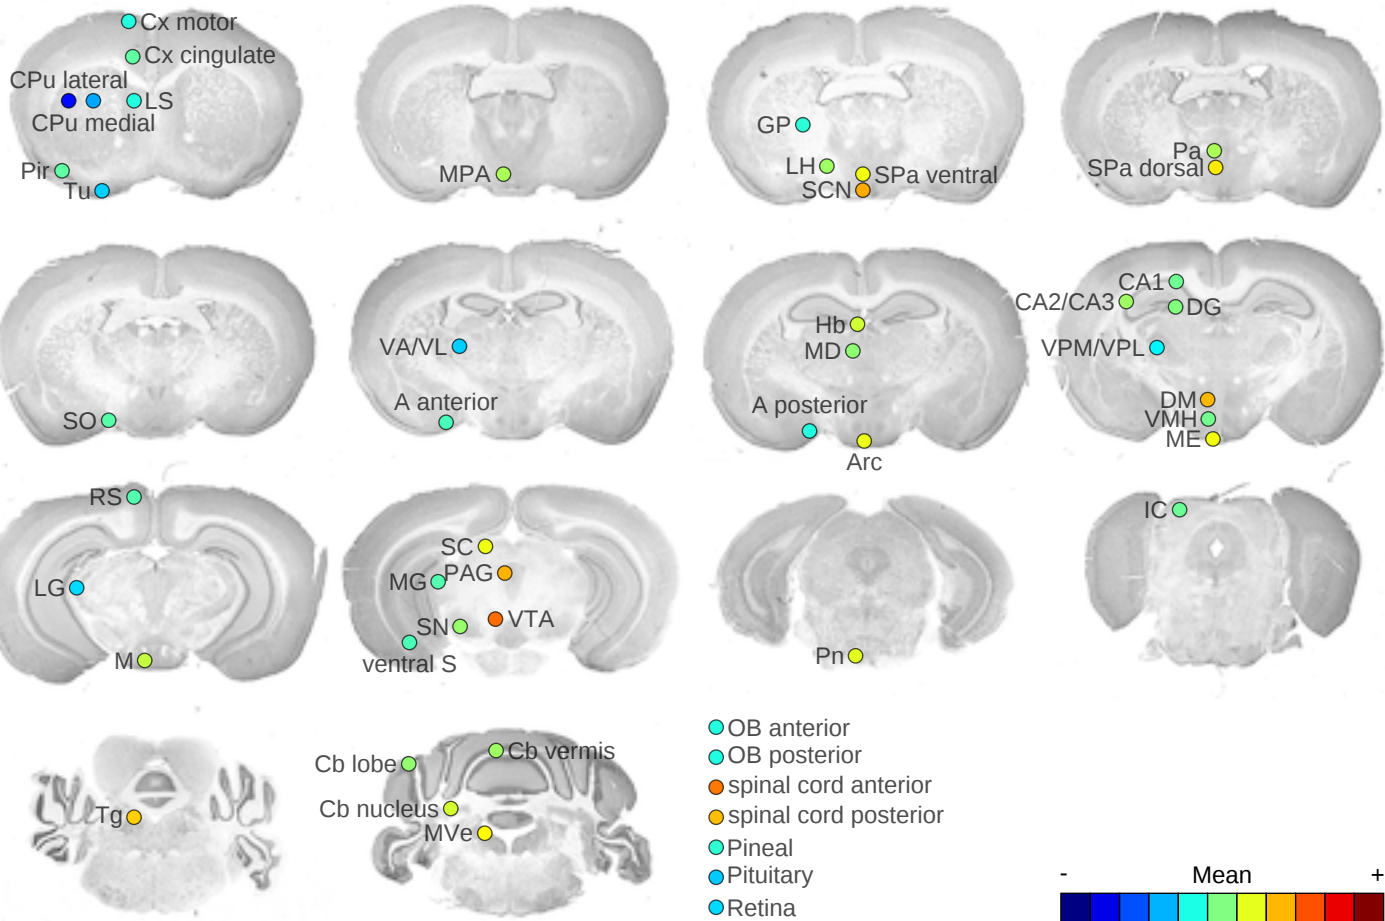 Cx motor
Cx cingulate
CPu lateral
LS
CPu medial
Pir
Tu
MPA
GP
LH
SPa ventral
SCN
Pa
SPa dorsal
SO
VA/VL
A anterior
Hb
MD
A posterior
Arc
CA1
CA2/CA3
DG
VPM/VPL
DM
VMH
ME
RS
LG
M
SC
PAG
MG
VTA
SN
ventral S
Pn
IC
Tg
Cb vermis
Cb lobe
Cb nucleus
MVe
OB anterior
OB posterior
spinal cord anterior
spinal cord posterior
Pineal
Pituitary
Retina
- Mean +